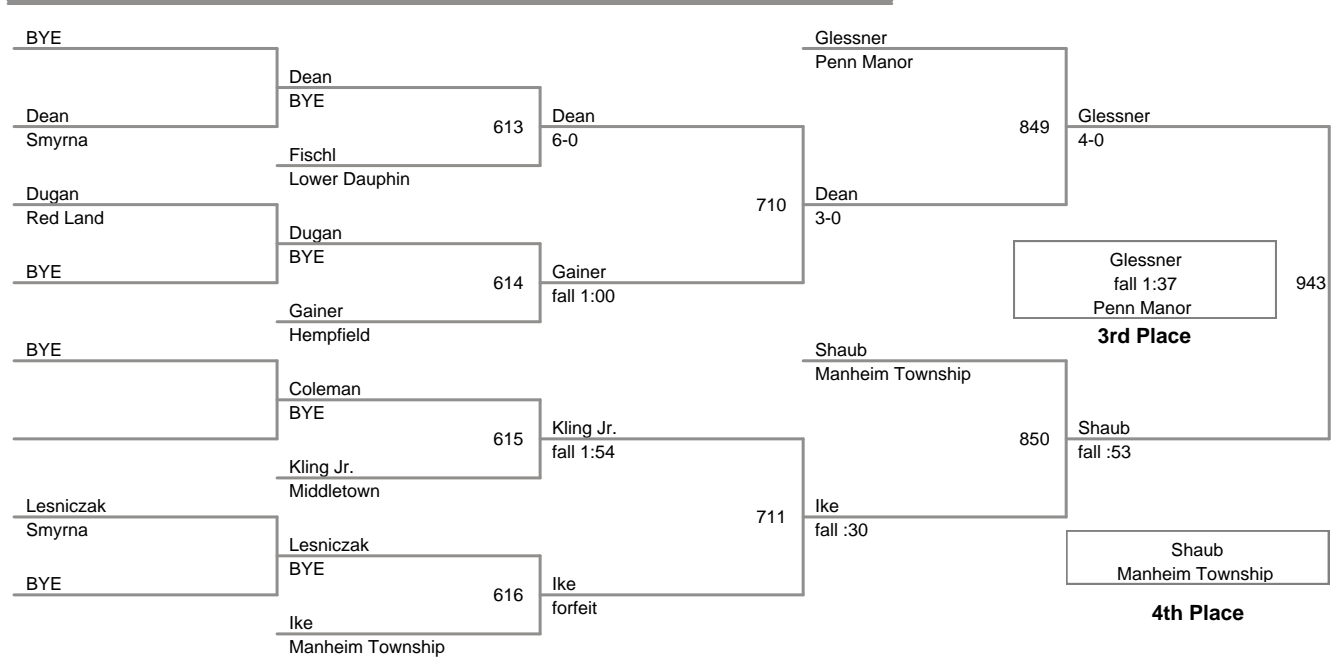 BYE
Dean
Smyrna
Dugan
Red Land
BYE
BYE
Lesniczak
Smyrna
BYE
Dean
BYE
613
Fischl
Lower Dauphin
Dugan
BYE
614
Gainer
Hempfield
Coleman
BYE
615
Kling Jr.
Middletown
Lesniczak
BYE
616
Ike
Manheim Township
Dean
6-0
710
Gainer
fall 1:00
Kling Jr.
fall 1:54
711
Ike
forfeit
Glessner
Penn Manor
849
Dean
3-0
Shaub
Manheim Township
850
Ike
fall :30
Glessner
4-0
943
Shaub
fall :53
Glessner
fall 1:37
Penn Manor
3rd Place
Shaub
Manheim Township
4th Place